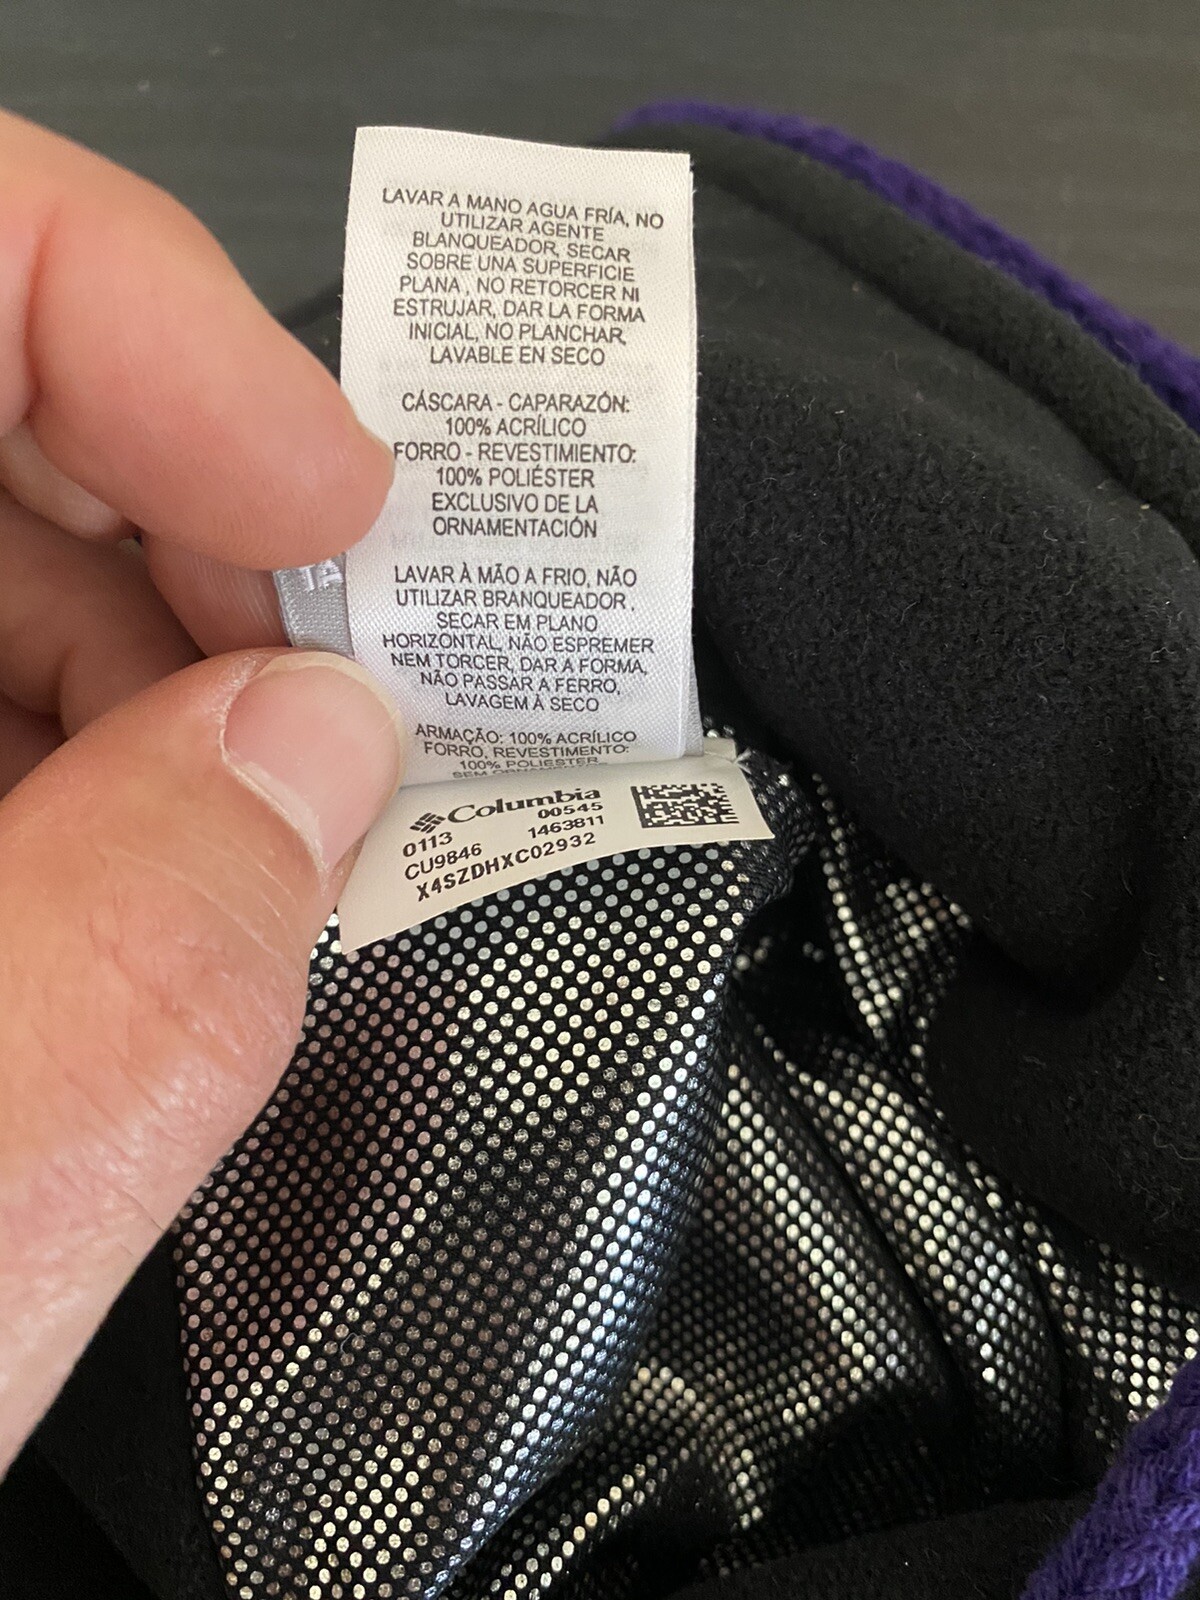 LAVAR A MANO AGUA FRÍA, NO
UTILIZAR AGENTE
BLANQUEADOR, SECAR
SOBRE UNA SUPERFICIE
PLANA , NO RETORCER NI
ESTRUJAR, DAR LA FORMA
INICIAL, NO PLANCHAR,
LAVABLE EN SECO
CÁSCARA - CAPARAZÓN:
100% ACRÍLICO
FORRO - REVESTIMIENTO:
100% POLIÉSTER
EXCLUSIVO DE LA
ORNAMENTACIÓN
LAVAR À MÃO A FRIO, NÃO
UTILIZAR BRANQUEADOR ,
SECAR EM PLANO
HORIZONTAL, NÃO ESPREMER
NEM TORCER, DAR A FORMA,
NÃO PASSAR A FERRO,
LAVAGEM À SECO
ARMAÇÃO: 100% ACRÍLICO
FORRO, REVESTIMENTO:
100% POLIESTER
Columbia
0113 00545
CU9846 1463811
X4SZDHXC02932